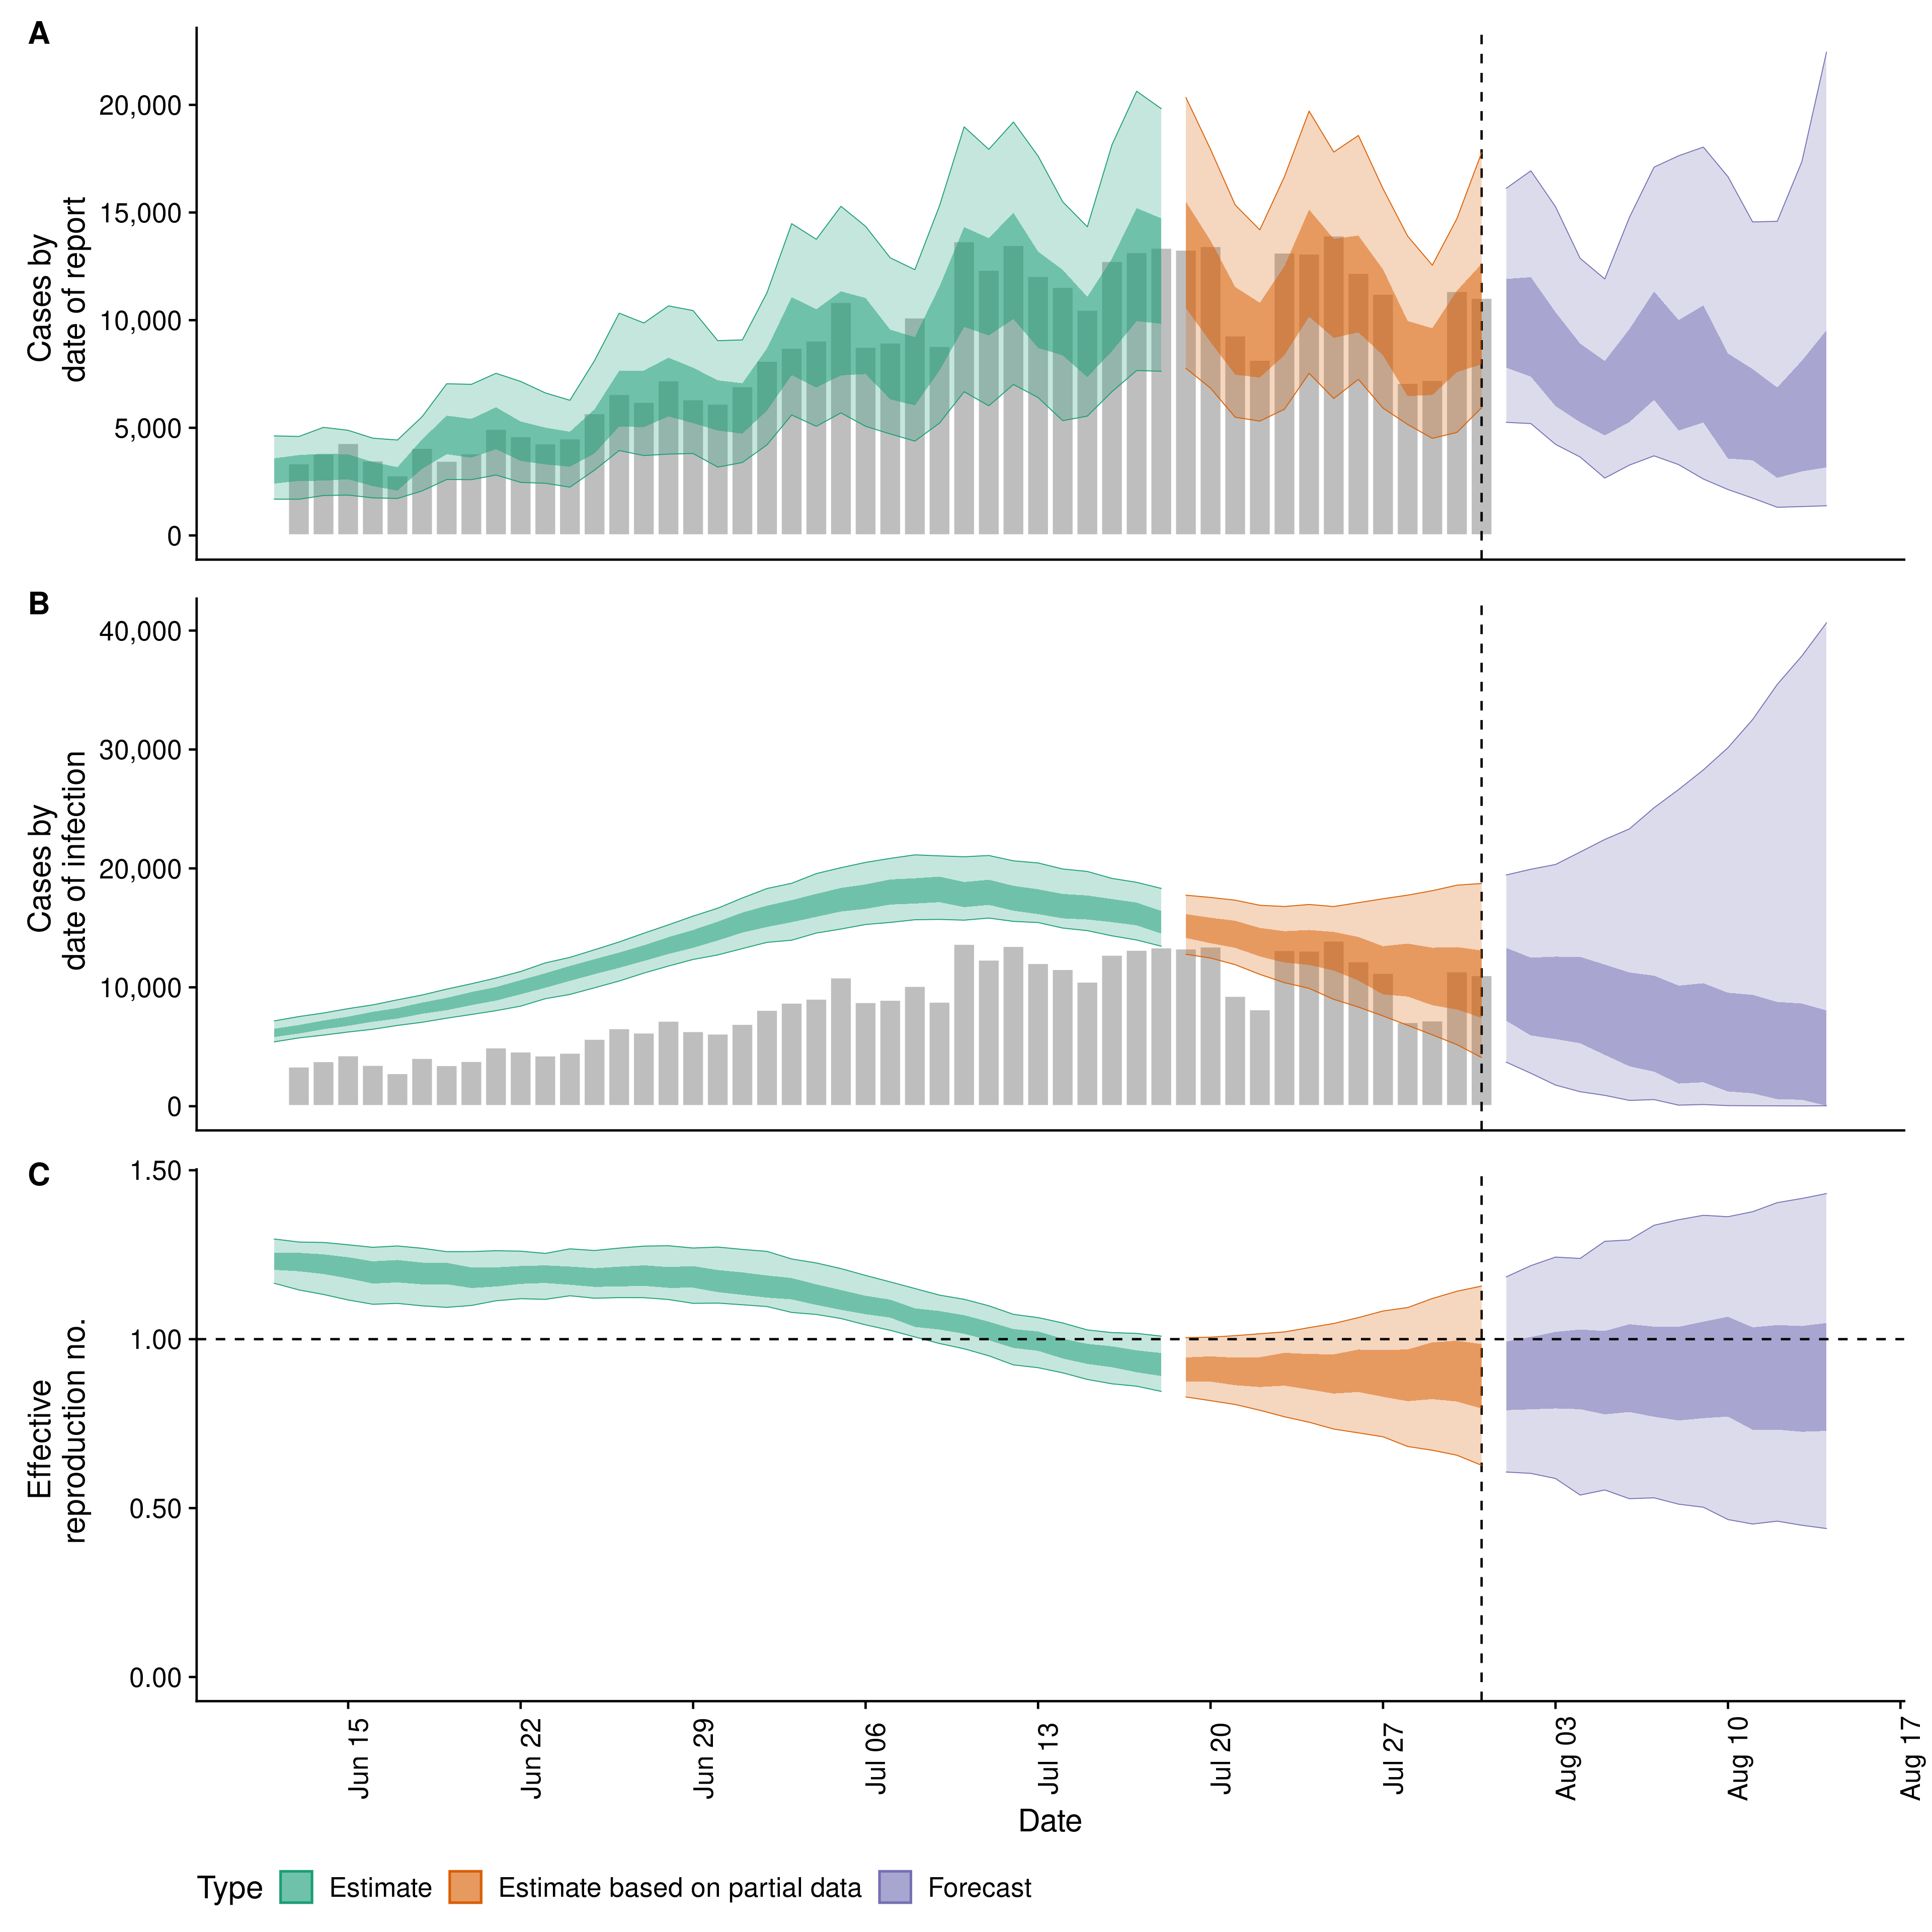 A
Cases by
date of report
20,000
15,000
10,000
5,000
0
B
Cases by
date of infection
40,000
30,000
20,000
10,000
0
C
Effective
reproduction no.
1.50
1.00
0.50
0.00
Jun 15
Jun 22
Jun 29
Jul 06
Jul 13
Jul 20
Jul 27
Aug 03
Aug 10
Aug 17
Date
Type Estimate Estimate based on partial data Forecast